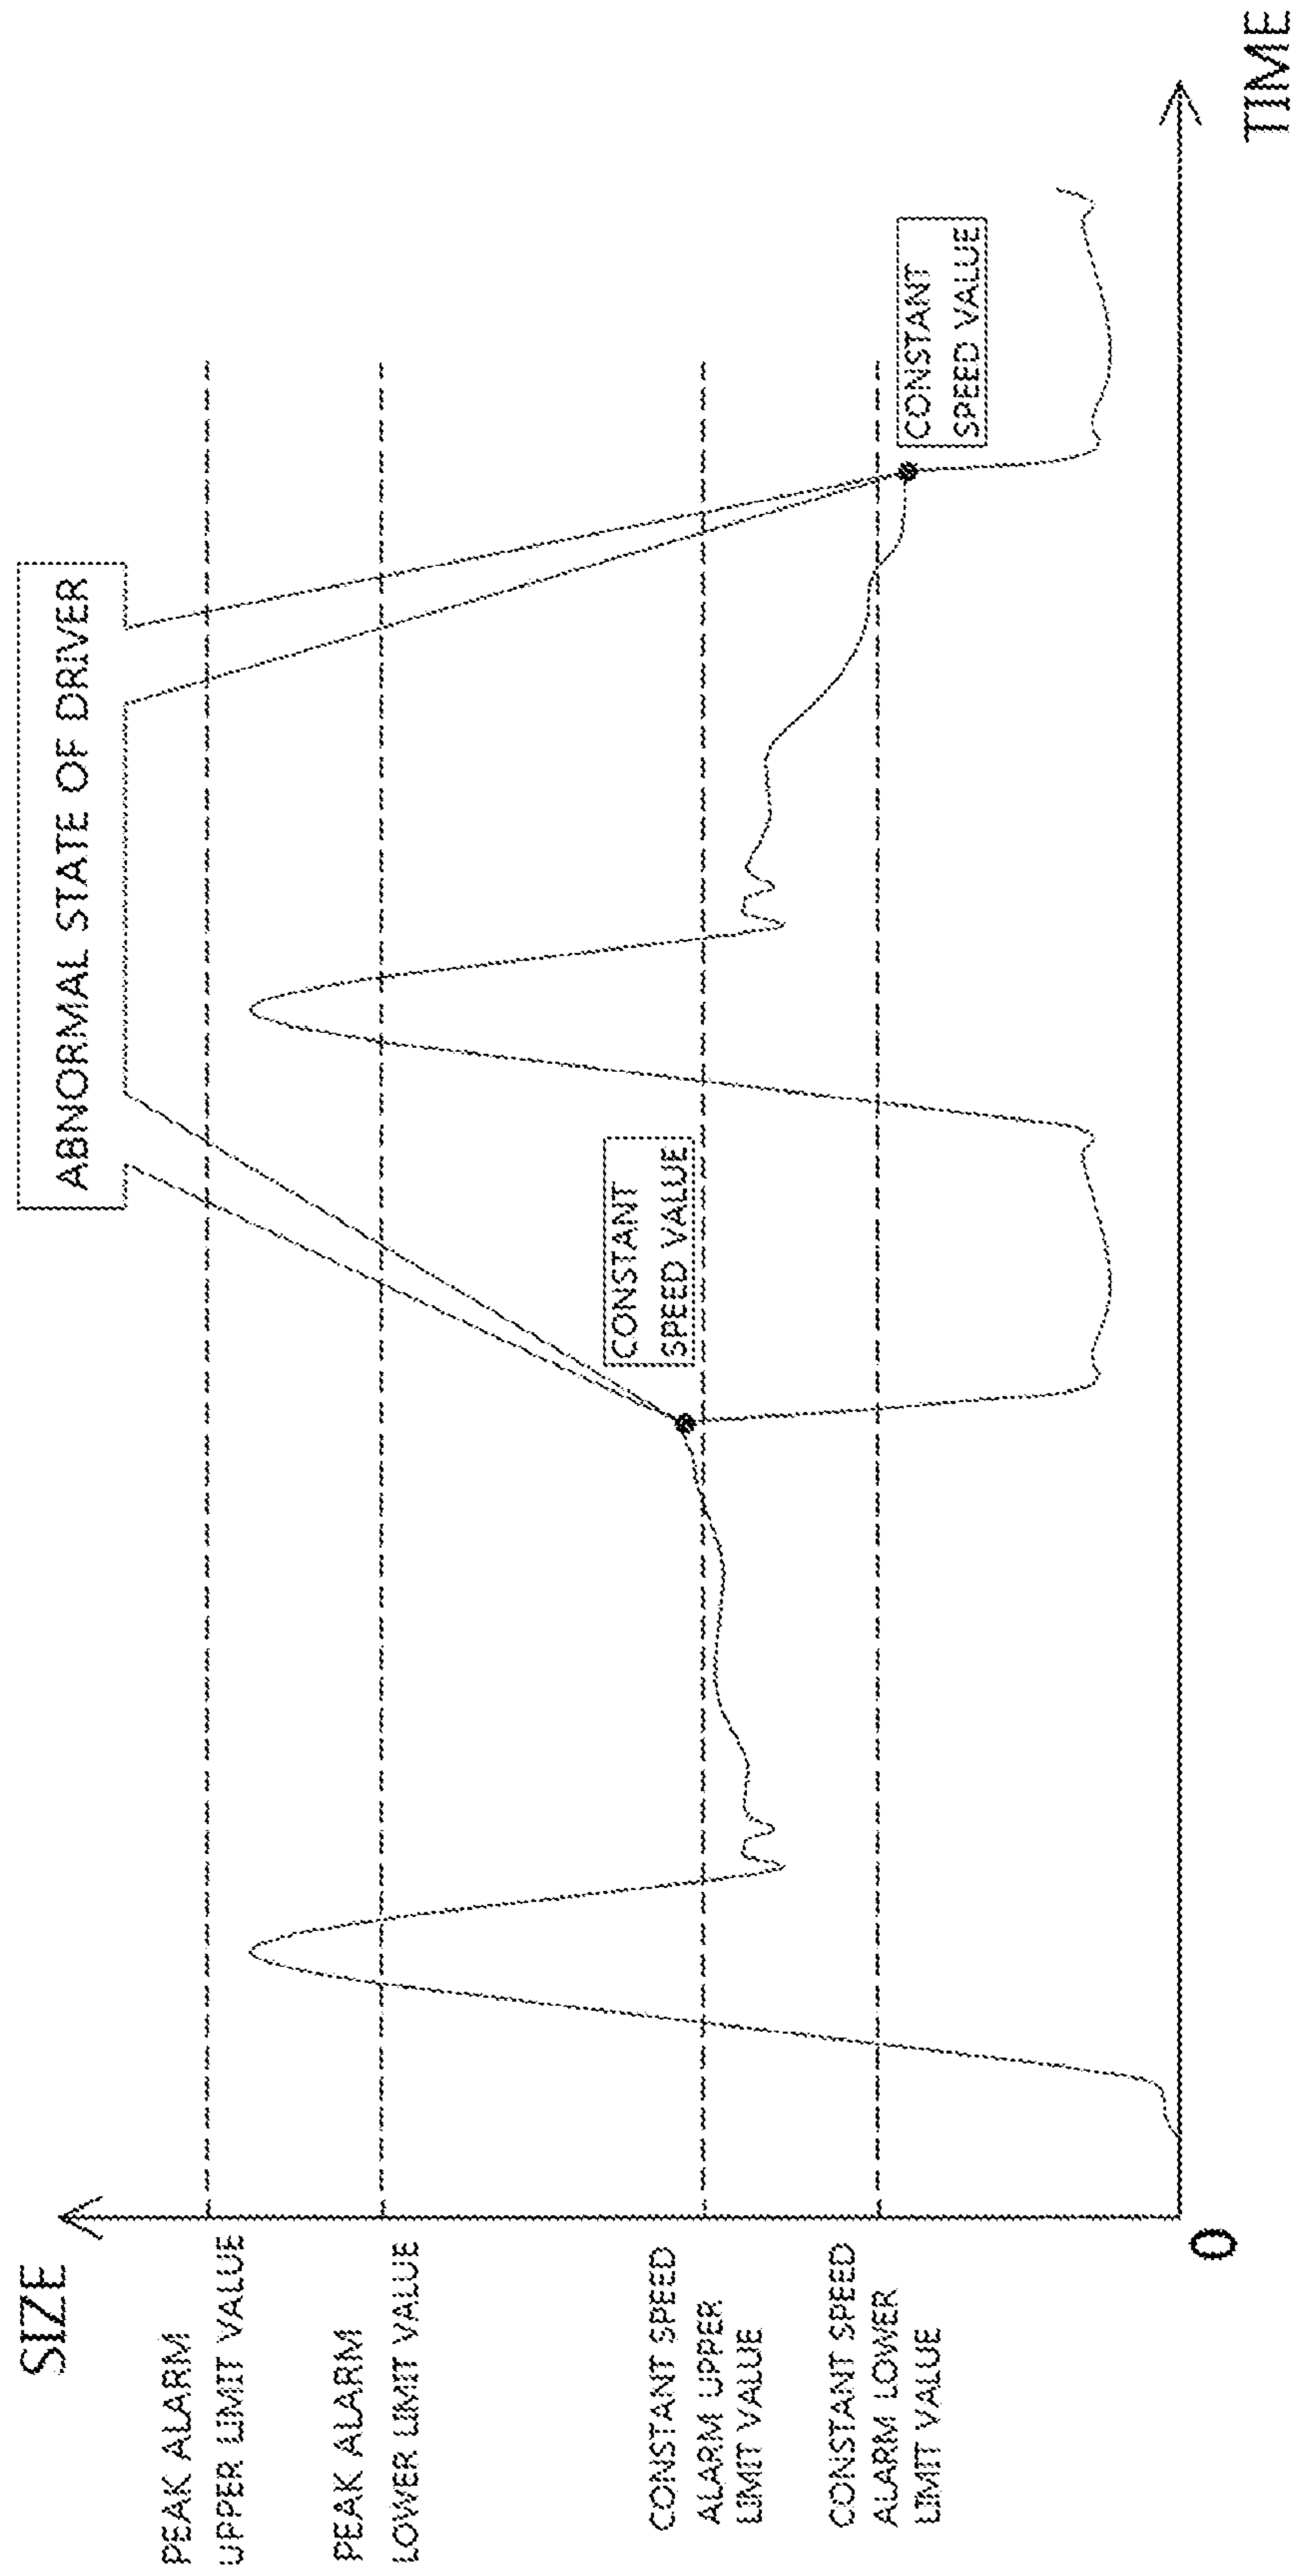 SIZE
PEAK ALARM
UPPER LIMIT VALUE
PEAK ALARM
LOWER LIMIT VALUE
CONSTANT SPEED
ALARM UPPER
LIMIT VALUE
CONSTANT SPEED
ALARM LOWER
LIMIT VALUE
0
ABNORMAL STATE OF DRIVER
CONSTANT
SPEED VALUE
CONSTANT
SPEED VALUE
TIME